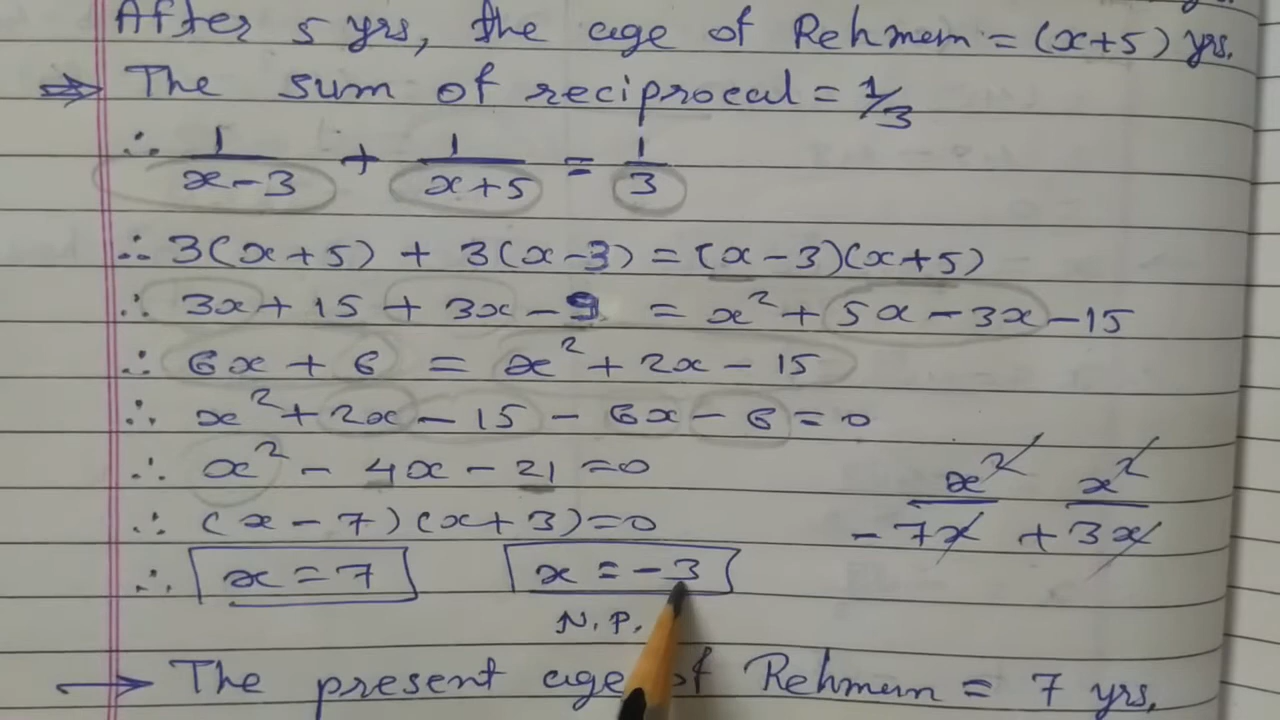 After 5 yrs, the age of Rehmem = (x+5) yrs.
⇒ The sum of reciprocal = 1/3
∴ 1/(x-3) + 1/(x+5) = 1/3
∴ 3(x+5) + 3(x-3) = (x-3)(x+5)
∴ 3x + 15 + 3x - 9 = x² + 5x - 3x - 15
∴ 6x + 6 = x² + 2x - 15
∴ x² + 2x - 15 - 6x - 6 = 0
∴ x² - 4x - 21 = 0
x²/-7x x²/+3x
∴ (x - 7)(x + 3) = 0
∴ x = 7 x = -3
N.P.
→ The present age of Rehmem = 7 yrs.